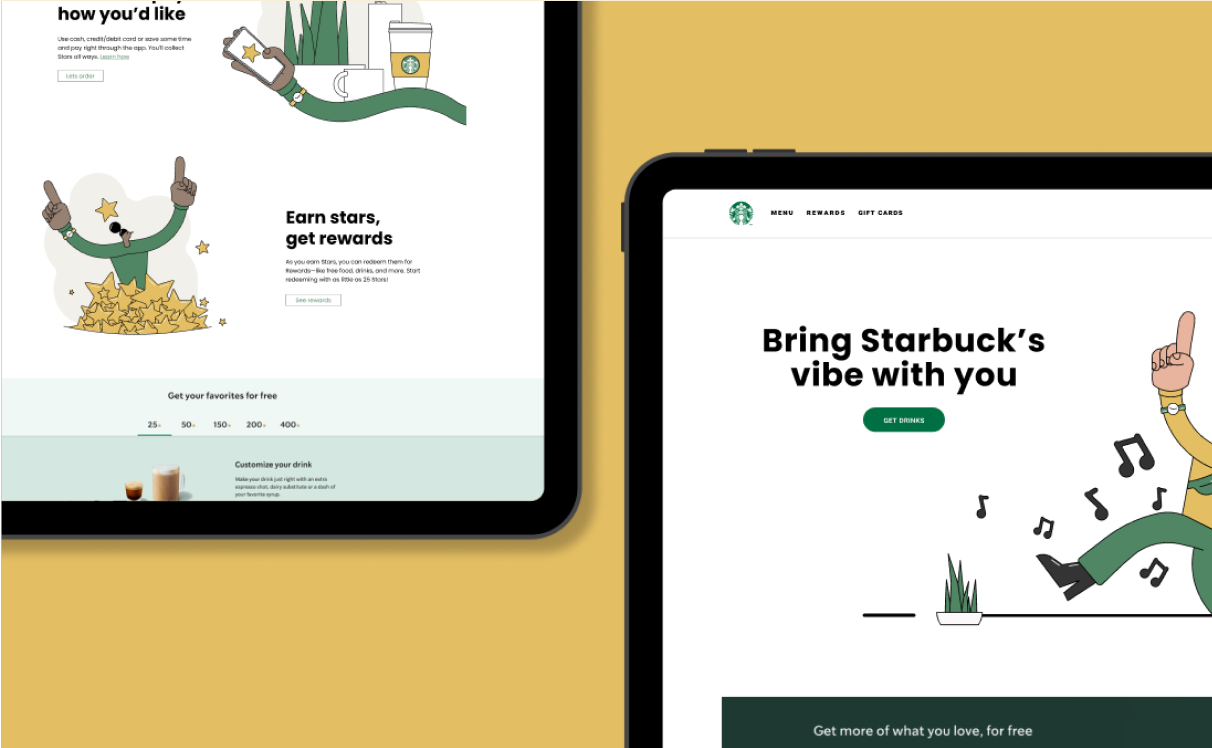 how you'd like
Use cash, credit/debit card or save some time
and pay right through the app. You'll collect
Stars all ways. Learn how
Lets order
Earn stars,
get rewards
As you earn Stars, you can redeem them for
Rewards—like free food, drinks, and more. Start
redeeming with as little as 25 Stars!
See rewards
Get your favorites for free
25 50 150 200 400
Customize your drink
Make your drink just right with an extra
espresso shot, dairy substitute or a dash of
your favorite syrup.
MENU REWARDS GIFT CARDS
Bring Starbuck's
vibe with you
GET DRINKS
Get more of what you love, for free